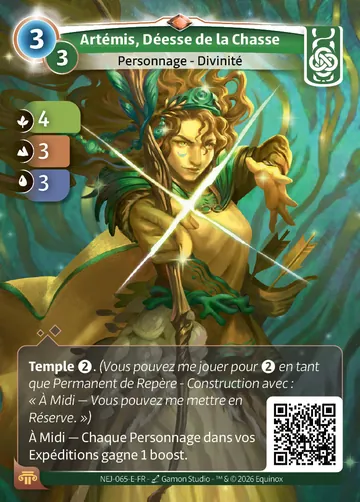 3
Artémis, Déesse de la Chasse
3
Personnage - Divinité
4
3
3
Temple 2. (Vous pouvez me jouer pour 2 en tant
que Permanent de Repère - Construction avec :
« À Midi — Vous pouvez me mettre en
Réserve. »)
À Midi — Chaque Personnage dans vos
Expéditions gagne 1 boost.
NEJ-065-E-FR - Gamon Studio - ™ & © 2026 Equinox